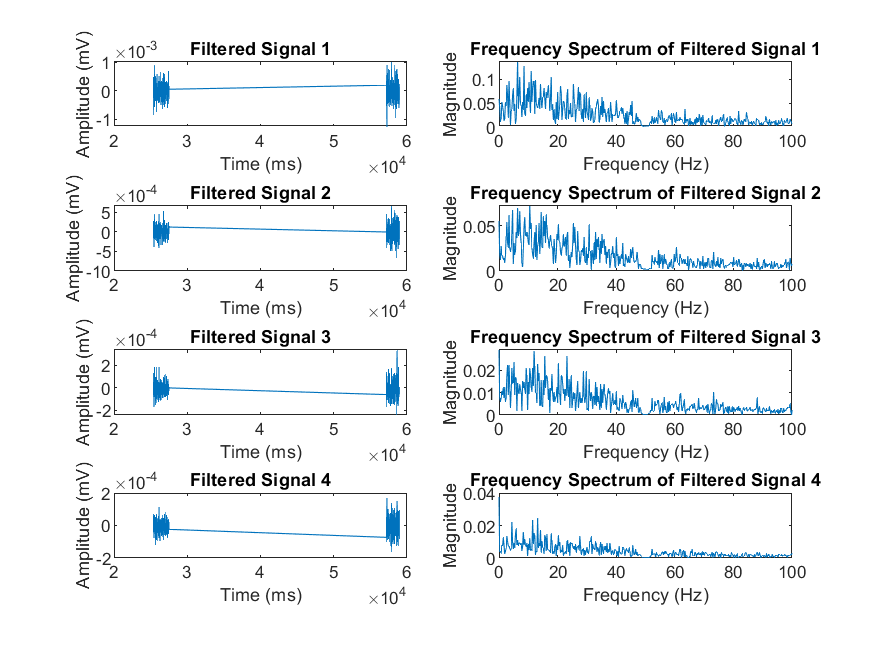 Filtered Signal 1
×10-3
Amplitude (mV)
1
0
-1
2 3 4 5 6
Time (ms)
×104
Frequency Spectrum of Filtered Signal 1
Magnitude
0.1
0.05
0
0 20 40 60 80 100
Frequency (Hz)
Filtered Signal 2
×10-4
Amplitude (mV)
5
0
-5
-10
2 3 4 5 6
Time (ms)
×104
Frequency Spectrum of Filtered Signal 2
Magnitude
0.05
0
0 20 40 60 80 100
Frequency (Hz)
Filtered Signal 3
×10-4
Amplitude (mV)
2
0
-2
2 3 4 5 6
Time (ms)
×104
Frequency Spectrum of Filtered Signal 3
Magnitude
0.02
0.01
0
0 20 40 60 80 100
Frequency (Hz)
Filtered Signal 4
×10-4
Amplitude (mV)
2
0
-2
2 3 4 5 6
Time (ms)
×104
Frequency Spectrum of Filtered Signal 4
Magnitude
0.04
0.02
0
0 20 40 60 80 100
Frequency (Hz)